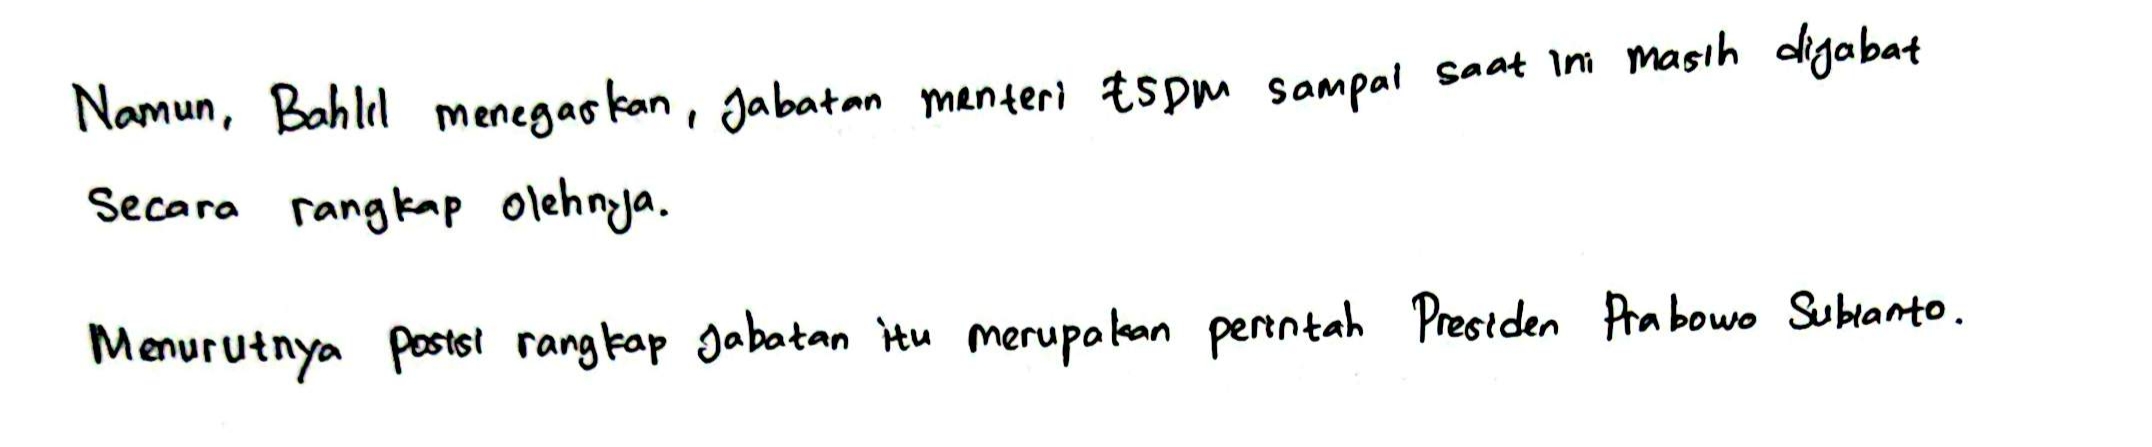 Namun, Bahlil menegaskan, jabatan menteri ESDM sampai saat ini masih dijabat
Secara rangkap olehnya.
Menurutnya posisi rangkap jabatan itu merupakan perintah Presiden Prabowo Subianto.